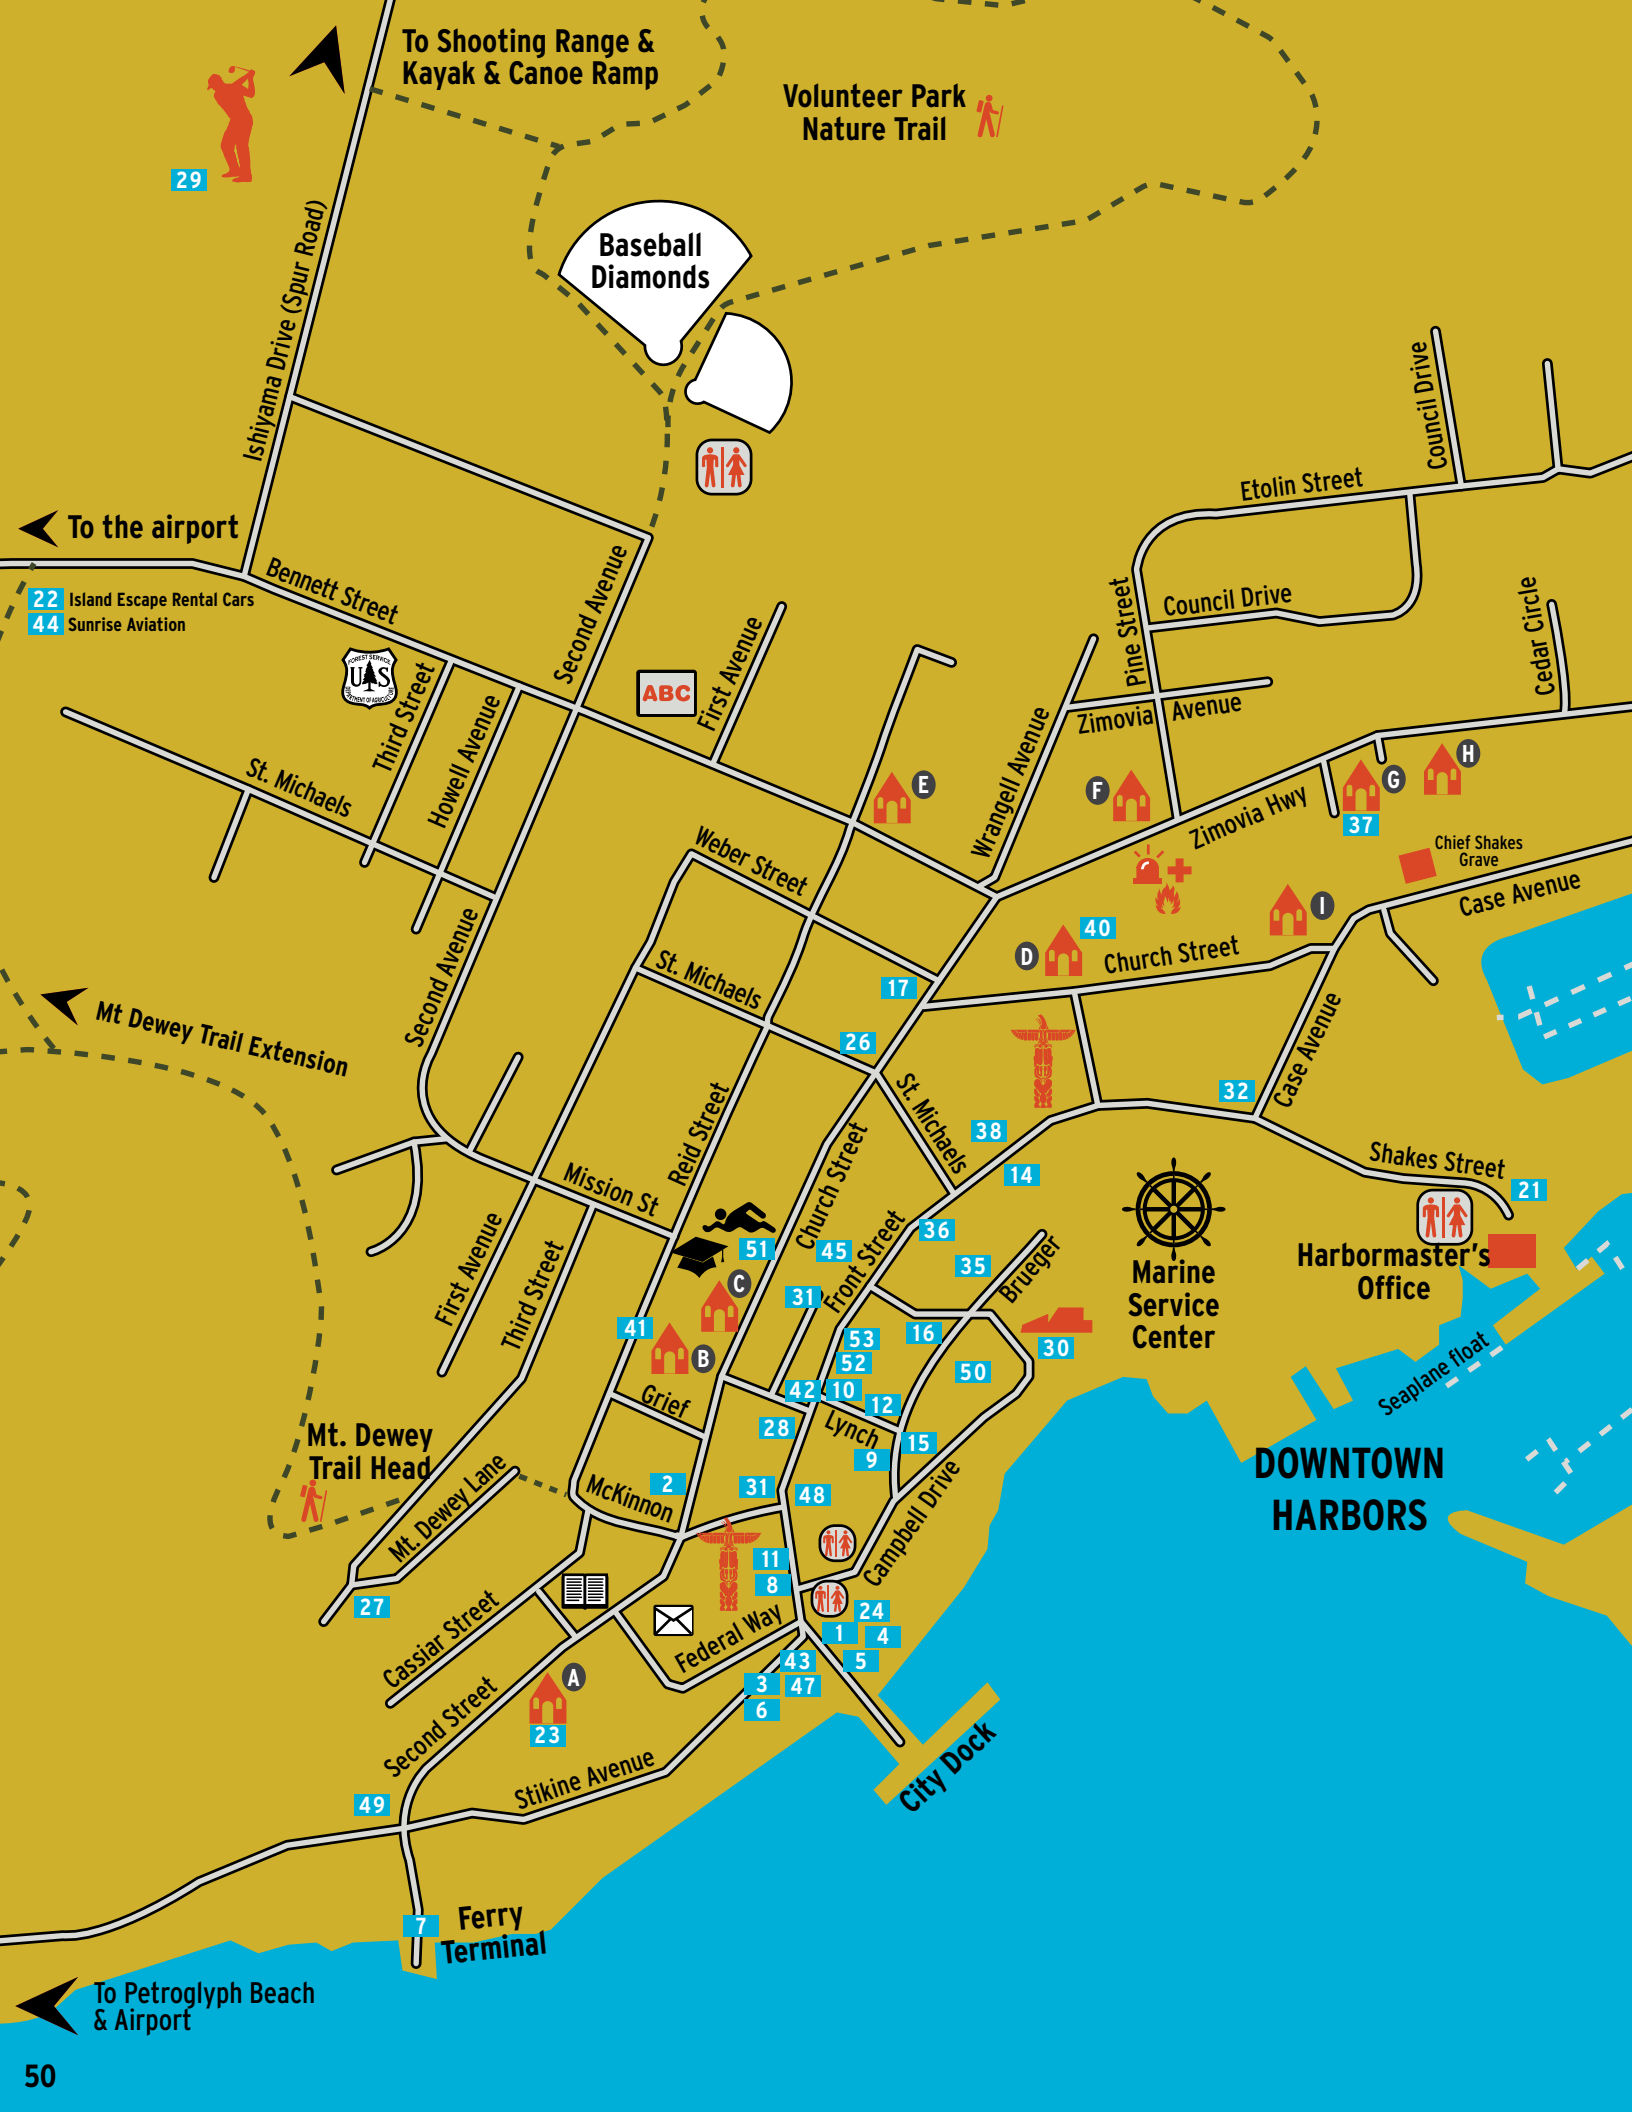 To Shooting Range &
Kayak & Canoe Ramp
Volunteer Park
Nature Trail
29
Ishiyama Drive (Spur Road)
Baseball
Diamonds
Council Drive
Etolin Street
To the airport
22 Island Escape Rental Cars
44 Sunrise Aviation
Bennett Street
FOREST SERVICE
U S
DEPARTMENT OF AGRICULTURE
Third Street
Howell Avenue
Second Avenue
ABC
First Avenue
Pine Street
Council Drive
Cedar Circle
Zimovia Avenue
Wrangell Avenue
St. Michaels
E
F
G
H
37
Zimovia Hwy
Chief Shakes
Grave
Case Avenue
Weber Street
I
40
D
Church Street
Second Avenue
St. Michaels
17
26
Mt Dewey Trail Extension
St. Michaels
Case Avenue
32
38
14
Reid Street
Church Street
Mission St
Shakes Street
21
Harbormaster's
Office
Marine
Service
Center
First Avenue
Third Street
51
45
36
35
Front Street
Brueger
C
31
41
B
53
52
16
30
50
Seaplane float
42
10
12
Grief
28
Lynch
15
9
Mt. Dewey
Trail Head
DOWNTOWN
HARBORS
Mt. Dewey Lane
McKinnon
2
31
48
Campbell Drive
11
8
27
24
1
4
5
Cassiar Street
Federal Way
43
3
47
6
A
23
Second Street
City Dock
Stikine Avenue
49
7
Ferry
Terminal
To Petroglyph Beach
& Airport
50